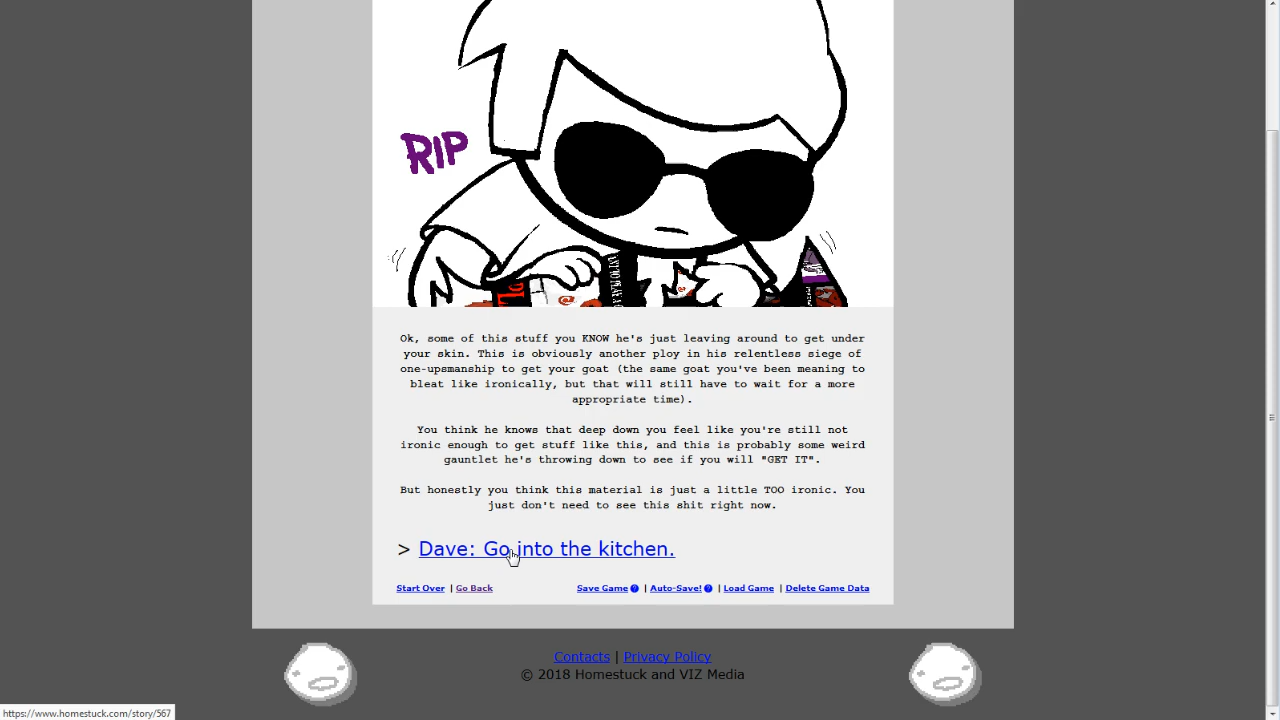 RIP
Ok, some of this stuff you KNOW he's just leaving around to get under
your skin. This is obviously another ploy in his relentless siege of
one-upsmanship to get your goat (the same goat you've been meaning to
bleat like ironically, but that will still have to wait for a more
appropriate time).
You think he knows that deep down you feel like you're still not
ironic enough to get stuff like this, and this is probably some weird
gauntlet he's throwing down to see if you will "GET IT".
But honestly you think this material is just a little TOO ironic. You
just don't need to see this shit right now.
> Dave: Go into the kitchen.
Start Over | Go Back Save Game ? | Auto-Save! ? | Load Game | Delete Game Data
Contacts | Privacy Policy
© 2018 Homestuck and VIZ Media
https://www.homestuck.com/story/567